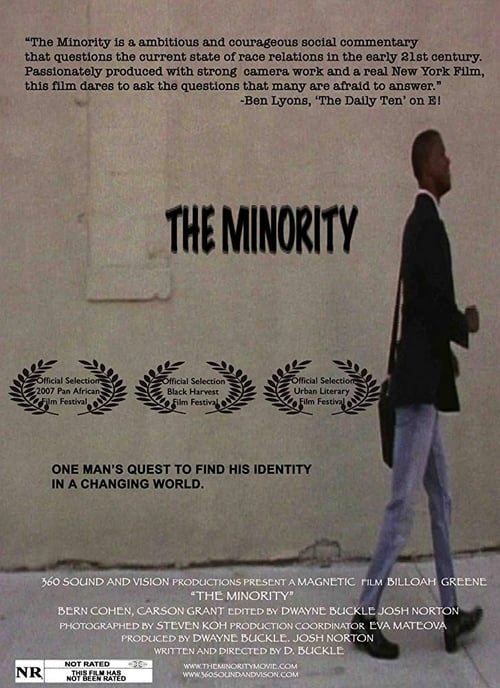 “The Minority is a ambitious and courageous social commentary
that questions the current state of race relations in the early 21st century.
Passionately produced with strong camera work and a real New York Film,
this film dares to ask the questions that many are afraid to answer.”
-Ben Lyons, ‘The Daily Ten’ on E!
THE MINORITY
Official Selection
2007 Pan African
Film Festival
Official Selection
Black Harvest
Film Festival
Official Selection
Urban Literary
Film Festival
ONE MAN’S QUEST TO FIND HIS IDENTITY
IN A CHANGING WORLD.
360 SOUND AND VISION PRODUCTIONS PRESENT A MAGNETIC FILM BILLOAH GREENE
“THE MINORITY”
BERN COHEN, CARSON GRANT EDITED BY DWAYNE BUCKLE JOSH NORTON
PHOTOGRAPHED BY STEVEN KOH PRODUCTION COORDINATOR EVA MATEOVA
PRODUCED BY DWAYNE BUCKLE. JOSH NORTON
WRITTEN AND DIRECTED BY D. BUCKLE
NR
NOT RATED
THIS FILM HAS
NOT BEEN RATED
WWW.THEMINORITYMOVIE.COM
WWW.360SOUNDANDVISON.COM